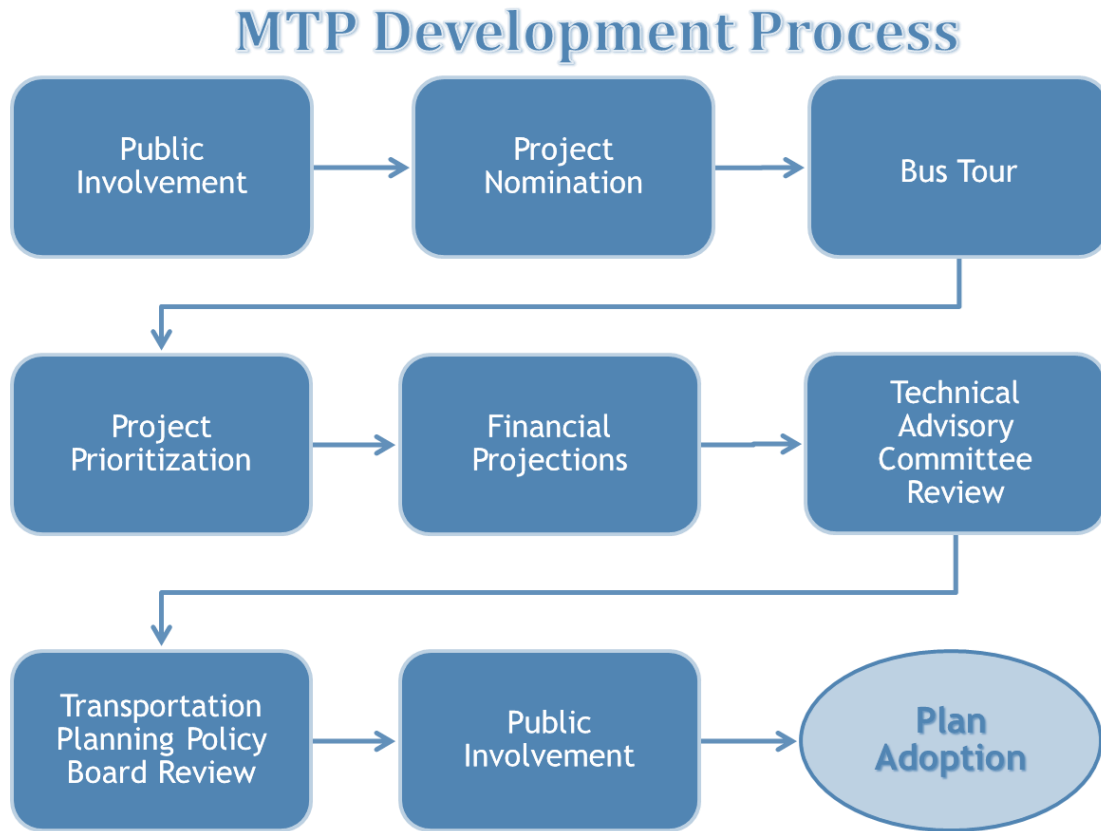 MTP Development Process
Public
Involvement
Project
Nomination
Bus Tour
Project
Prioritization
Financial
Projections
Technical
Advisory
Committee
Review
Transportation
Planning Policy
Board Review
Public
Involvement
Plan
Adoption